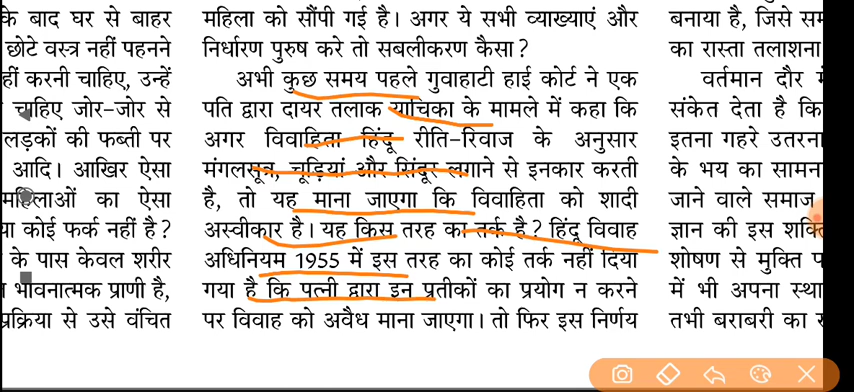 के बाद घर से बाहर
छोटे वस्त्र नहीं पहनने
हीं करनी चाहिए, उन्हें
चाहिए जोर-जोर से
लड़कों की फब्ती पर
आदि। आखिर ऐसा
महिलाओं का ऐसा
या कोई फर्क नहीं है?
के पास केवल शरीर
भावनात्मक प्राणी है,
प्रक्रिया से उसे वंचित
महिला को सौंपी गई है। अगर ये सभी व्याख्याएं और
निर्धारण पुरुष करे तो सबलीकरण कैसा?
अभी कुछ समय पहले गुवाहाटी हाई कोर्ट ने एक
पति द्वारा दायर तलाक याचिका के मामले में कहा कि
अगर विवाहिता हिंदू रीति-रिवाज के अनुसार
मंगलसूत्र, चूड़ियां और सिंदूर लगाने से इनकार करती
है, तो यह माना जाएगा कि विवाहिता को शादी
अस्वीकार है। यह किस तरह का तर्क है? हिंदू विवाह
अधिनियम 1955 में इस तरह का कोई तर्क नहीं दिया
गया है कि पत्नी द्वारा इन प्रतीकों का प्रयोग न करने
पर विवाह को अवैध माना जाएगा। तो फिर इस निर्णय
बनाया है, जिसे
का रास्ता तलाशना
वर्तमान दौर
संकेत देता है कि
इतना गहरे उतरना
के भय का
जाने वाले समाज
ज्ञान की इस
शोषण से मुक्ति
में भी अपना
तभी बराबरी का